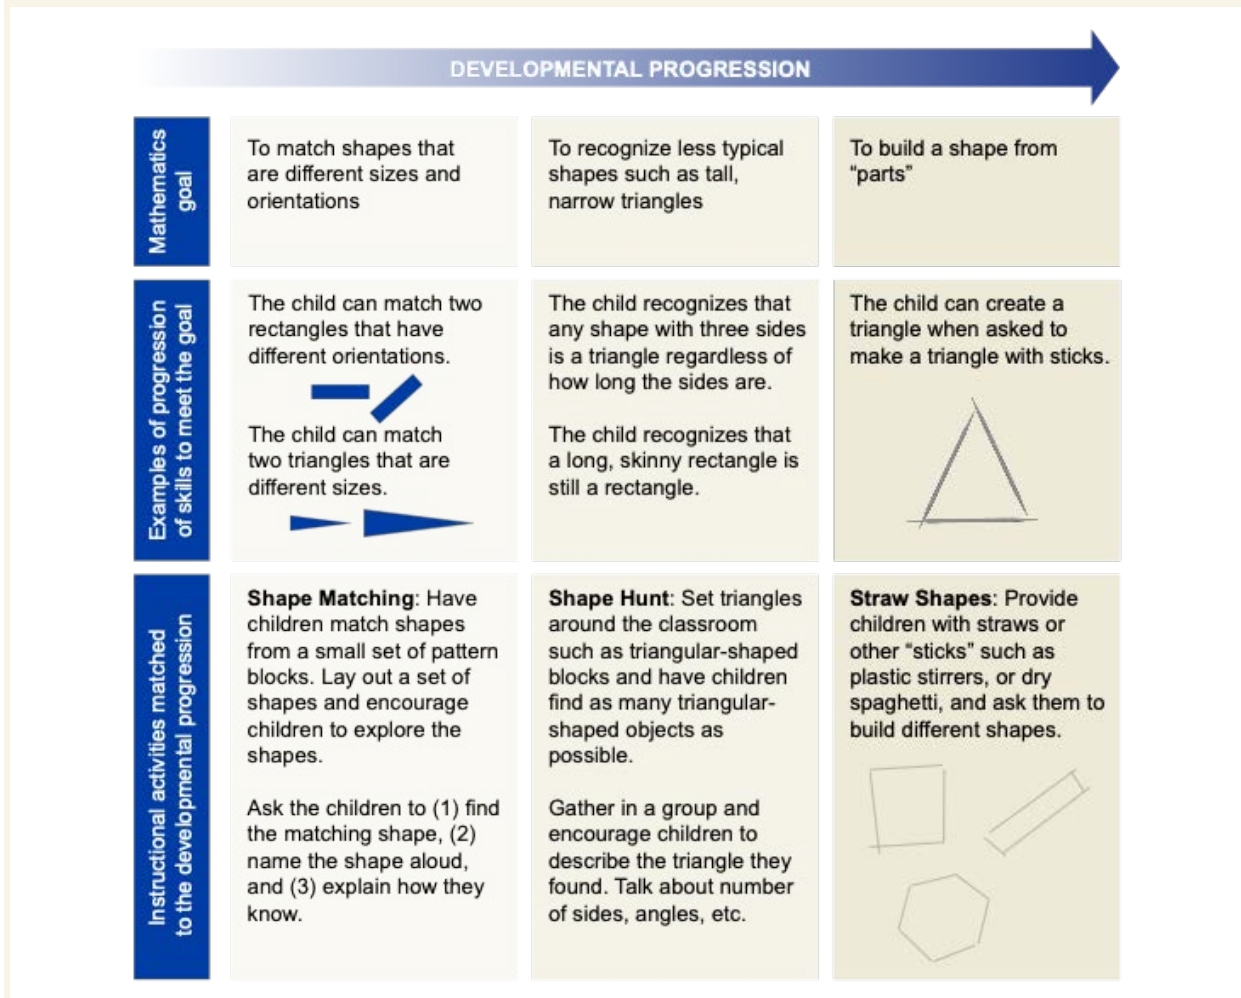 DEVELOPMENTAL PROGRESSION
Mathematics
goal
To match shapes that
are different sizes and
orientations
To recognize less typical
shapes such as tall,
narrow triangles
To build a shape from
“parts”
Examples of progression
of skills to meet the goal
The child can match two
rectangles that have
different orientations.
The child can match
two triangles that are
different sizes.
The child recognizes that
any shape with three sides
is a triangle regardless of
how long the sides are.
The child recognizes that
a long, skinny rectangle is
still a rectangle.
The child can create a
triangle when asked to
make a triangle with sticks.
Instructional activities matched
to the developmental progression
Shape Matching: Have
children match shapes
from a small set of pattern
blocks. Lay out a set of
shapes and encourage
children to explore the
shapes.
Ask the children to (1) find
the matching shape, (2)
name the shape aloud,
and (3) explain how they
know.
Shape Hunt: Set triangles
around the classroom
such as triangular-shaped
blocks and have children
find as many triangular-
shaped objects as
possible.
Gather in a group and
encourage children to
describe the triangle they
found. Talk about number
of sides, angles, etc.
Straw Shapes: Provide
children with straws or
other “sticks” such as
plastic stirrers, or dry
spaghetti, and ask them to
build different shapes.